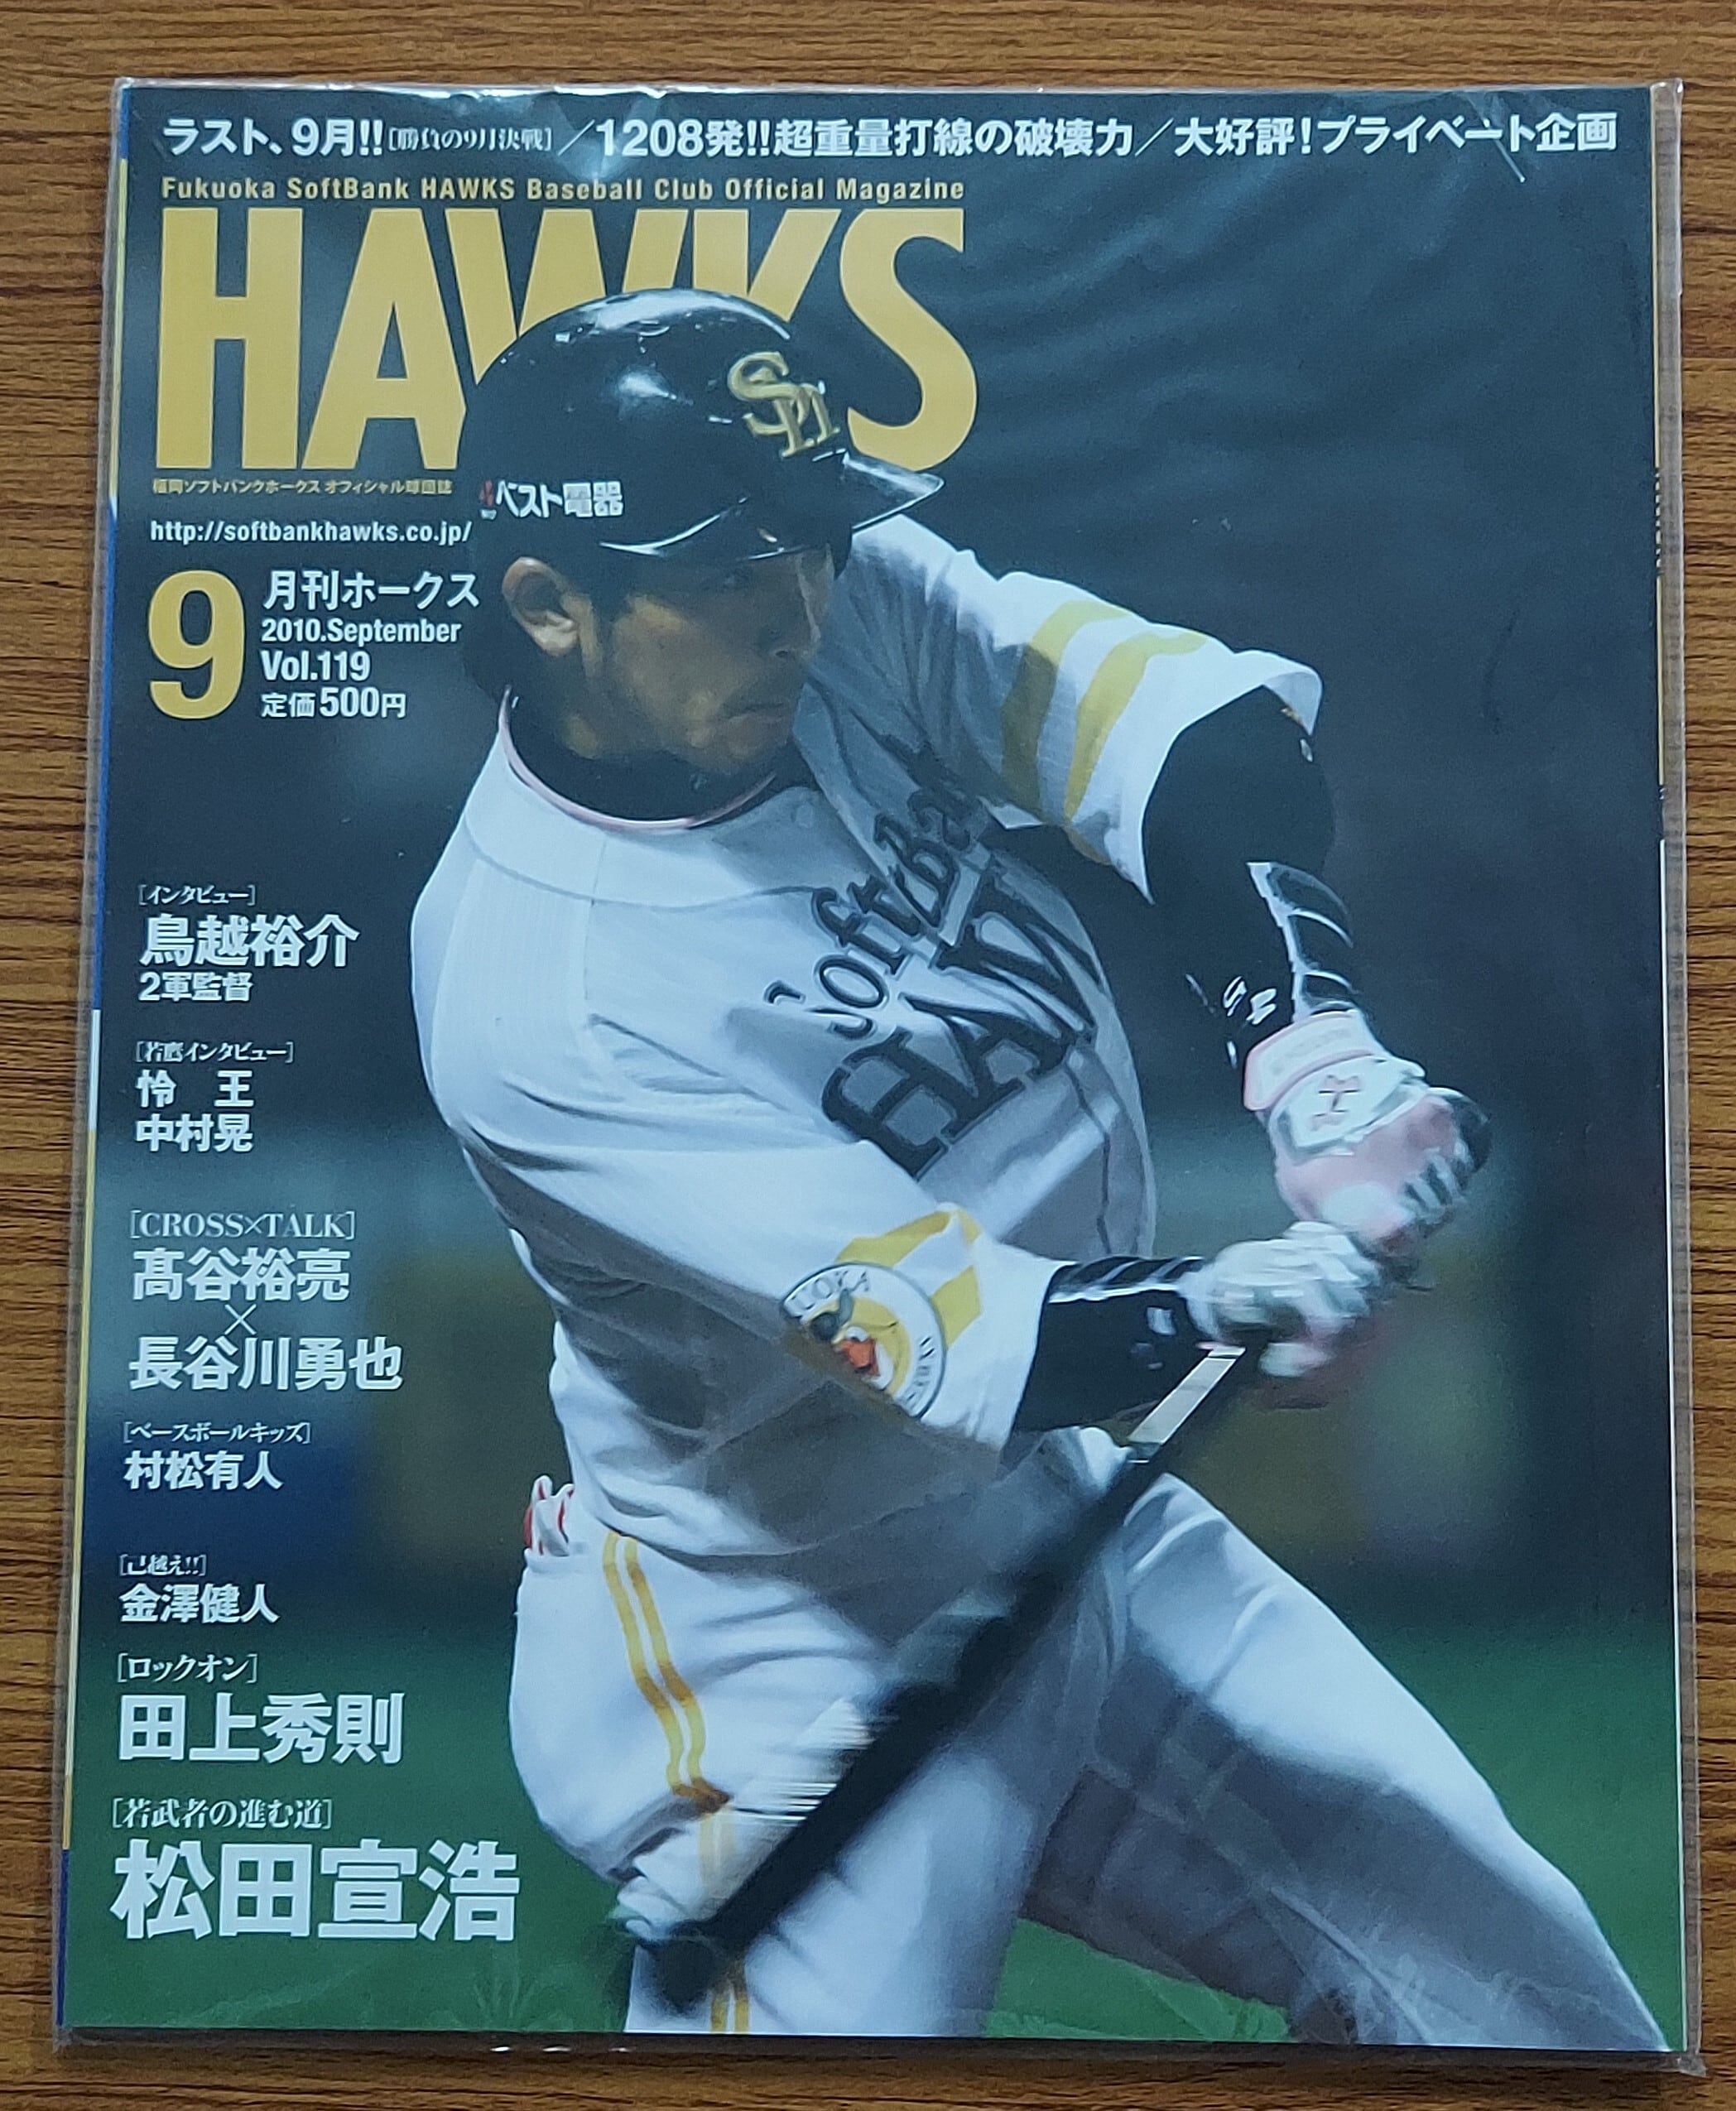 ラスト、9月!![勝負の9月決戦]／1208発!!超重量打線の破壊力／大好評!プライベート企画
Fukuoka SoftBank HAWKS Baseball Club Official Magazine
HAWKS
福岡ソフトバンクホークス オフィシャル球団誌
http://softbankhawks.co.jp/
9
月刊ホークス
2010.September
Vol.119
定価500円
SH
ベスト電器
SoftBank
HAWK
[インタビュー]
鳥越裕介
2軍監督
[若鷹インタビュー]
怜 王
中村晃
[CROSS×TALK]
髙谷裕亮
×
長谷川勇也
[ベースボールキッズ]
村松有人
[己越え!!]
金澤健人
[ロックオン]
田上秀則
[若武者の進む道]
松田宣浩